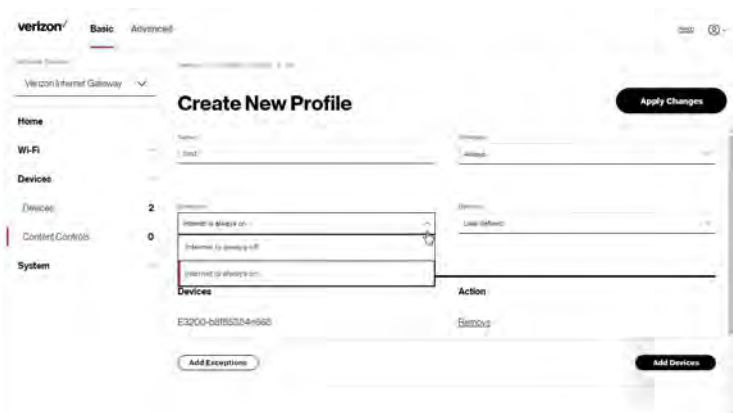 verizon✓ Basic Advanced
Verizon Internet Gateway
Create New Profile
Apply Changes
Home
Wi-Fi
Always
Devices
Devices 2
Internet is always on
User defined
Content Controls 0
Internet is always off
System
Internet is always on
Devices Action
Remove
Add Exceptions Add Devices